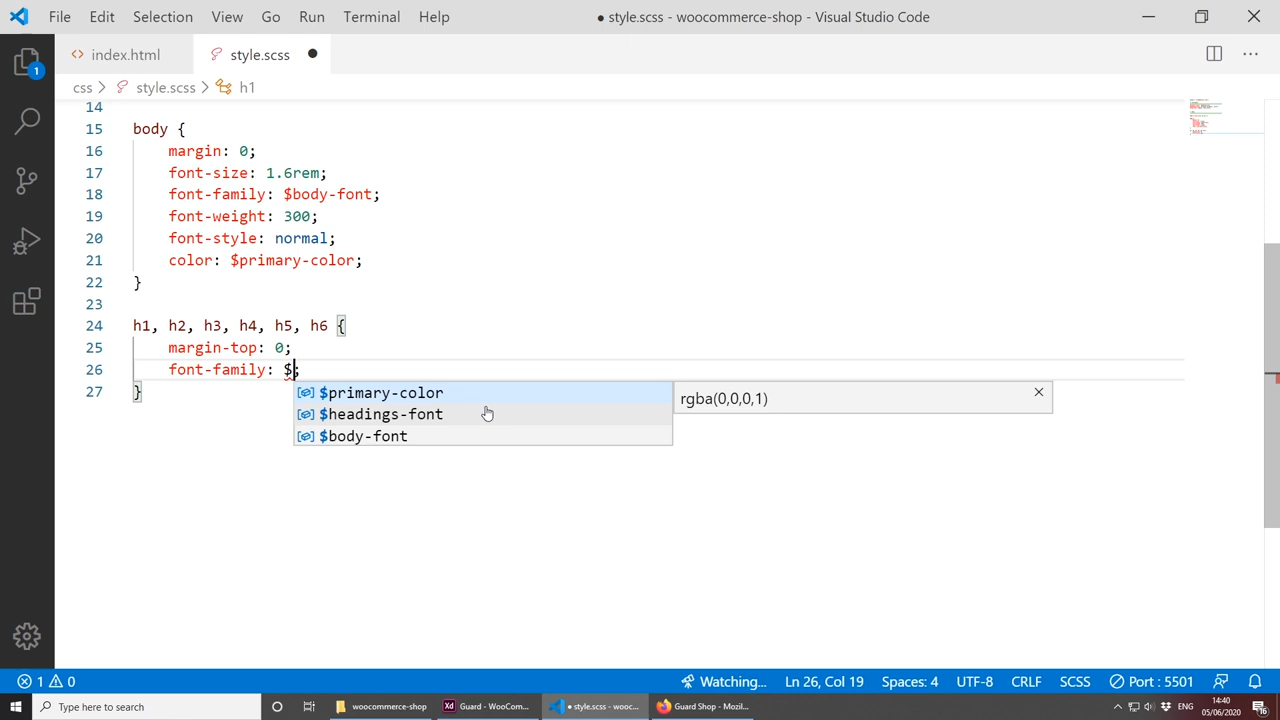 File Edit Selection View Go Run Terminal Help ● style.scss - woocommerce-shop - Visual Studio Code
index.html style.scss
css > style.scss > h1
14
15 body {
16 margin: 0;
17 font-size: 1.6rem;
18 font-family: $body-font;
19 font-weight: 300;
20 font-style: normal;
21 color: $primary-color;
22 }
23
24 h1, h2, h3, h4, h5, h6 {
25 margin-top: 0;
26 font-family: $;
27 }
$primary-color rgba(0,0,0,1)
$headings-font
$body-font
1
1 0 Watching... Ln 26, Col 19 Spaces: 4 UTF-8 CRLF SCSS Port : 5501
Type here to search woocommerce-shop Guard - WooCom... ● style.scss - wooc... Guard Shop - Mozil... ENG 14:40 05/06/2020 6